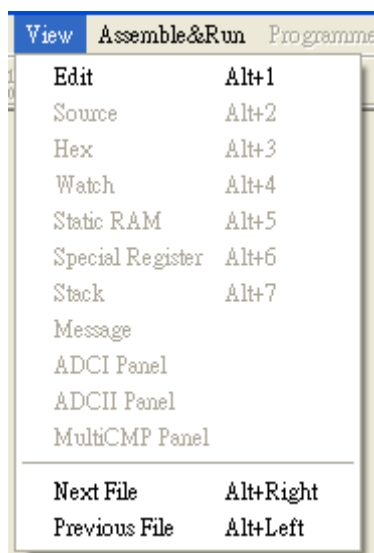 View Assemble&Run Programme
Edit Alt+1
Source Alt+2
Hex Alt+3
Watch Alt+4
Static RAM Alt+5
Special Register Alt+6
Stack Alt+7
Message
ADCI Panel
ADCII Panel
MultiCMP Panel
Next File Alt+Right
Previous File Alt+Left